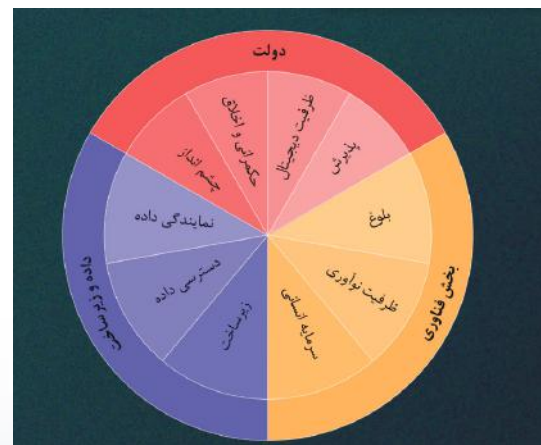 دولت
چشم انداز
حکمرانی و اخلاق
ظرفیت دیجیتال
پذیرش
بخش فناوری
بلوغ
ظرفیت نوآوری
سرمایه انسانی
داده و زیرساخت
نمایندگی داده
دسترسی داده
زیرساخت